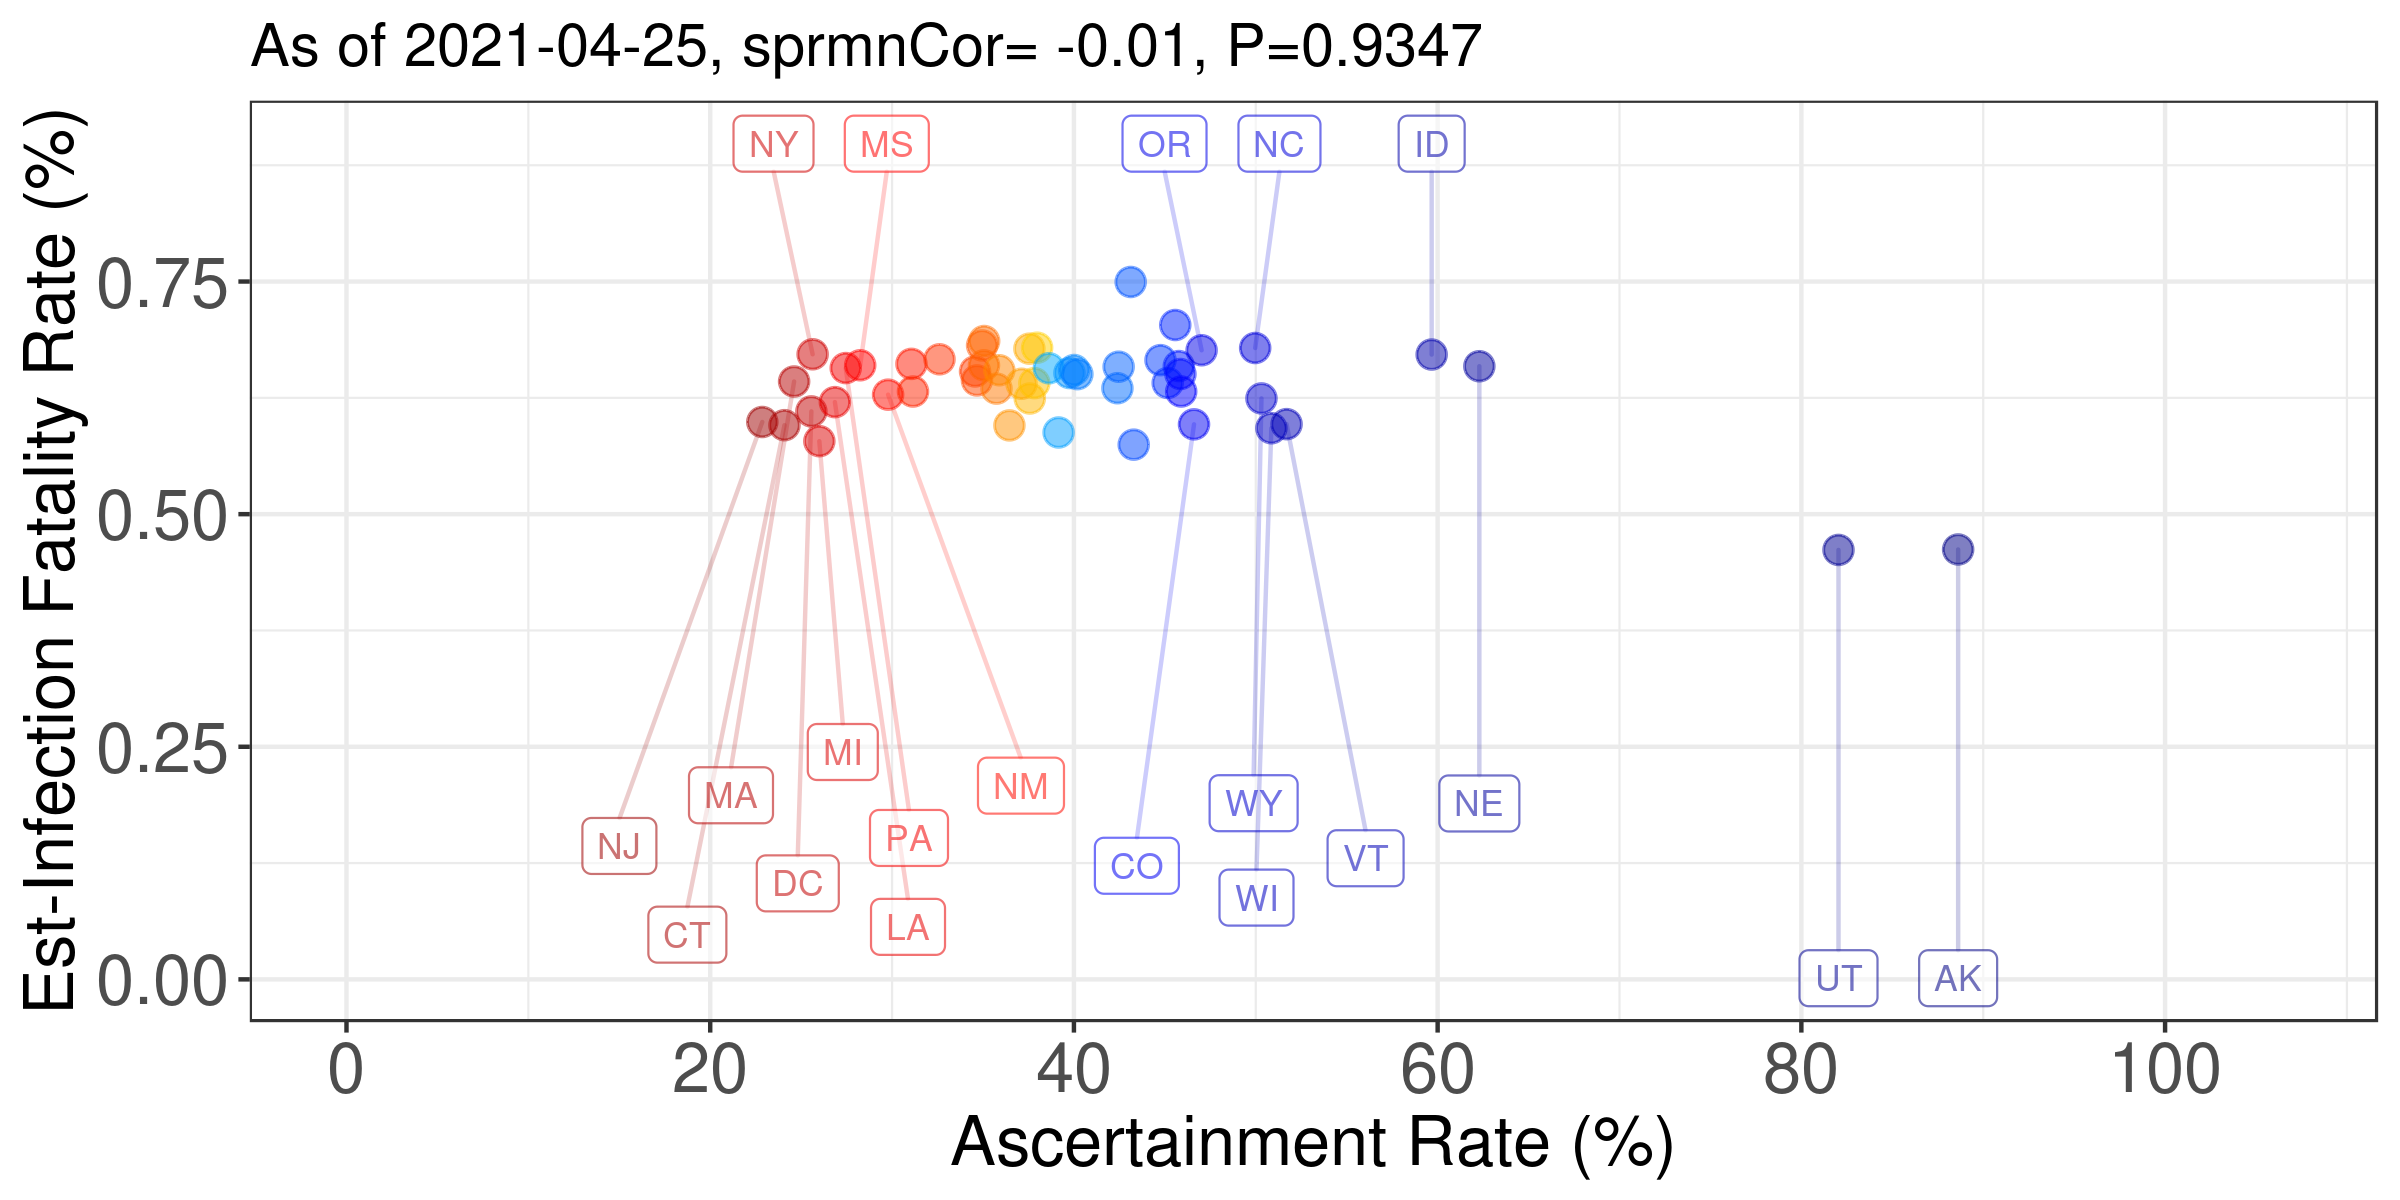 As of 2021-04-25, sprmnCor= -0.01, P=0.9347
Est-Infection Fatality Rate (%)
NY MS OR NC ID
0.75
0.50
0.25
MI
NM
MA
WY NE
PA
NJ
VT
CO
DC
WI
LA
CT
0.00
UT AK
0 20 40 60 80 100
Ascertainment Rate (%)